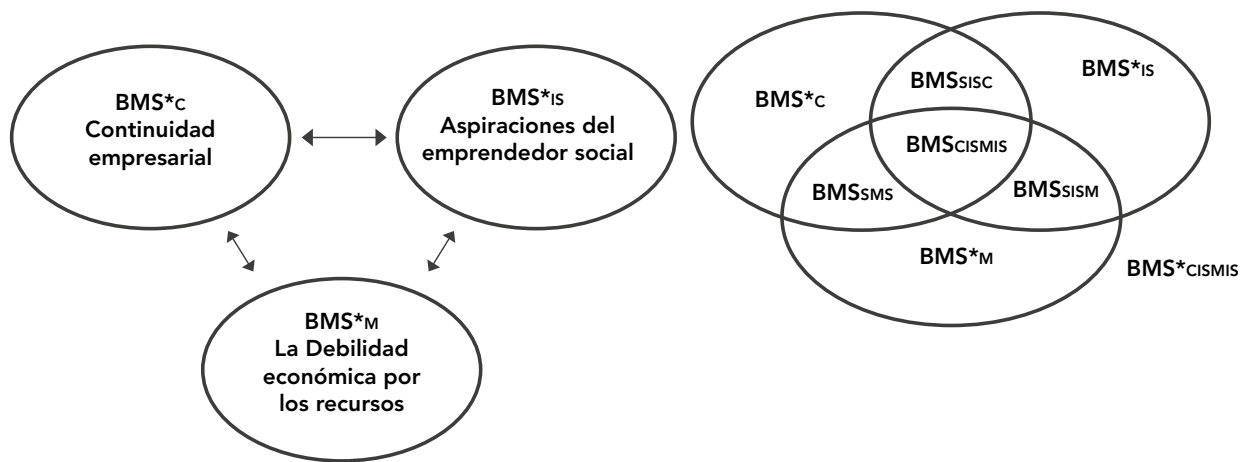 BMS*C
Continuidad
empresarial
BMS*IS
Aspiraciones del
emprendedor social
BMS*M
La Debilidad
económica por
los recursos
BMS*C
BMSSISC
BMS*IS
BMSCISMIS
BMSSMS
BMSSISM
BMS*M
BMS*CISMIS